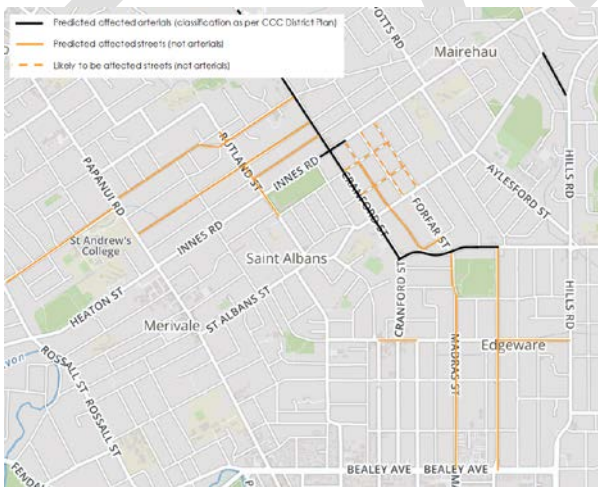 Predicted affected arterials (classification as per CCC District Plan)
Predicted affected streets (not arterials)
Likely to be affected streets (not arterials)
OTTS RD
Mairehau
PAPANUI RD
RUTLAND ST
INNES RD
CRANFORD ST
FORFAR ST
AYLESFORD ST
HILLS RD
St Andrew's
College
INNES RD
Saint Albans
HEATON ST
Merivale
ST ALBANS ST
CRANFORD ST
MADRAS ST
Edgeware
HILLS RD
ROSSALL ST
ROSSALL ST
BEALEY AVE
BEALEY AVE
FENDA
M